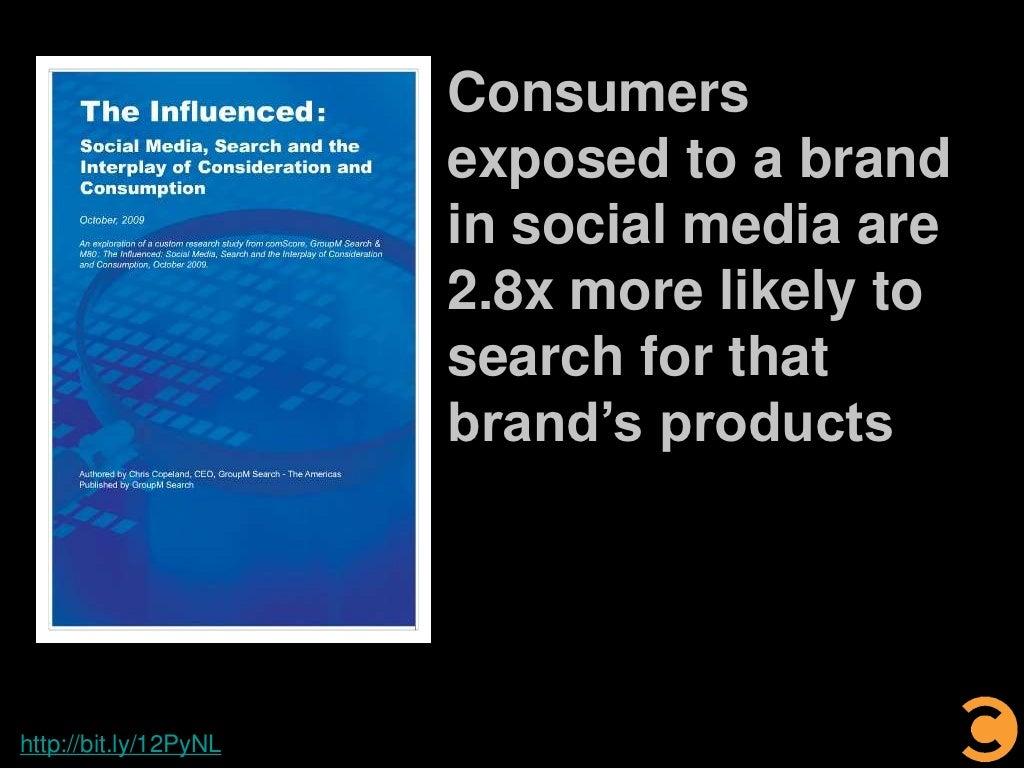 The Influenced:
Social Media, Search and the
Interplay of Consideration and
Consumption
October, 2009
An exploration of a custom research study from comScore, GroupM Search &
M80: The Influenced: Social Media, Search and the Interplay of Consideration
and Consumption, October 2009.
Authored by Chris Copeland, CEO, GroupM Search - The Americas
Published by GroupM Search
Consumers
exposed to a brand
in social media are
2.8x more likely to
search for that
brand’s products
http://bit.ly/12PyNL